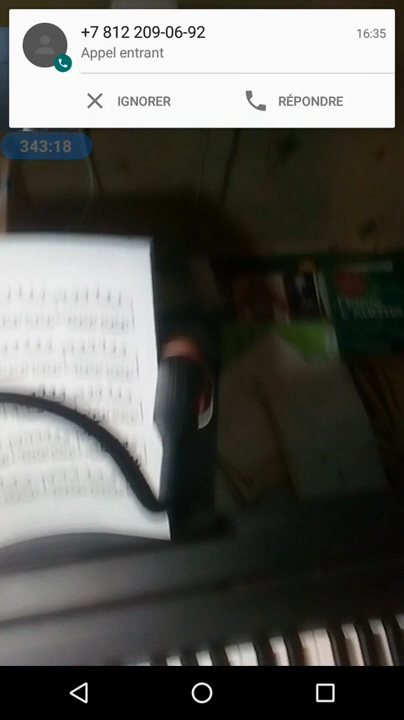 +7 812 209-06-92
16:35
Appel entrant
IGNORER
RÉPONDRE
343:18